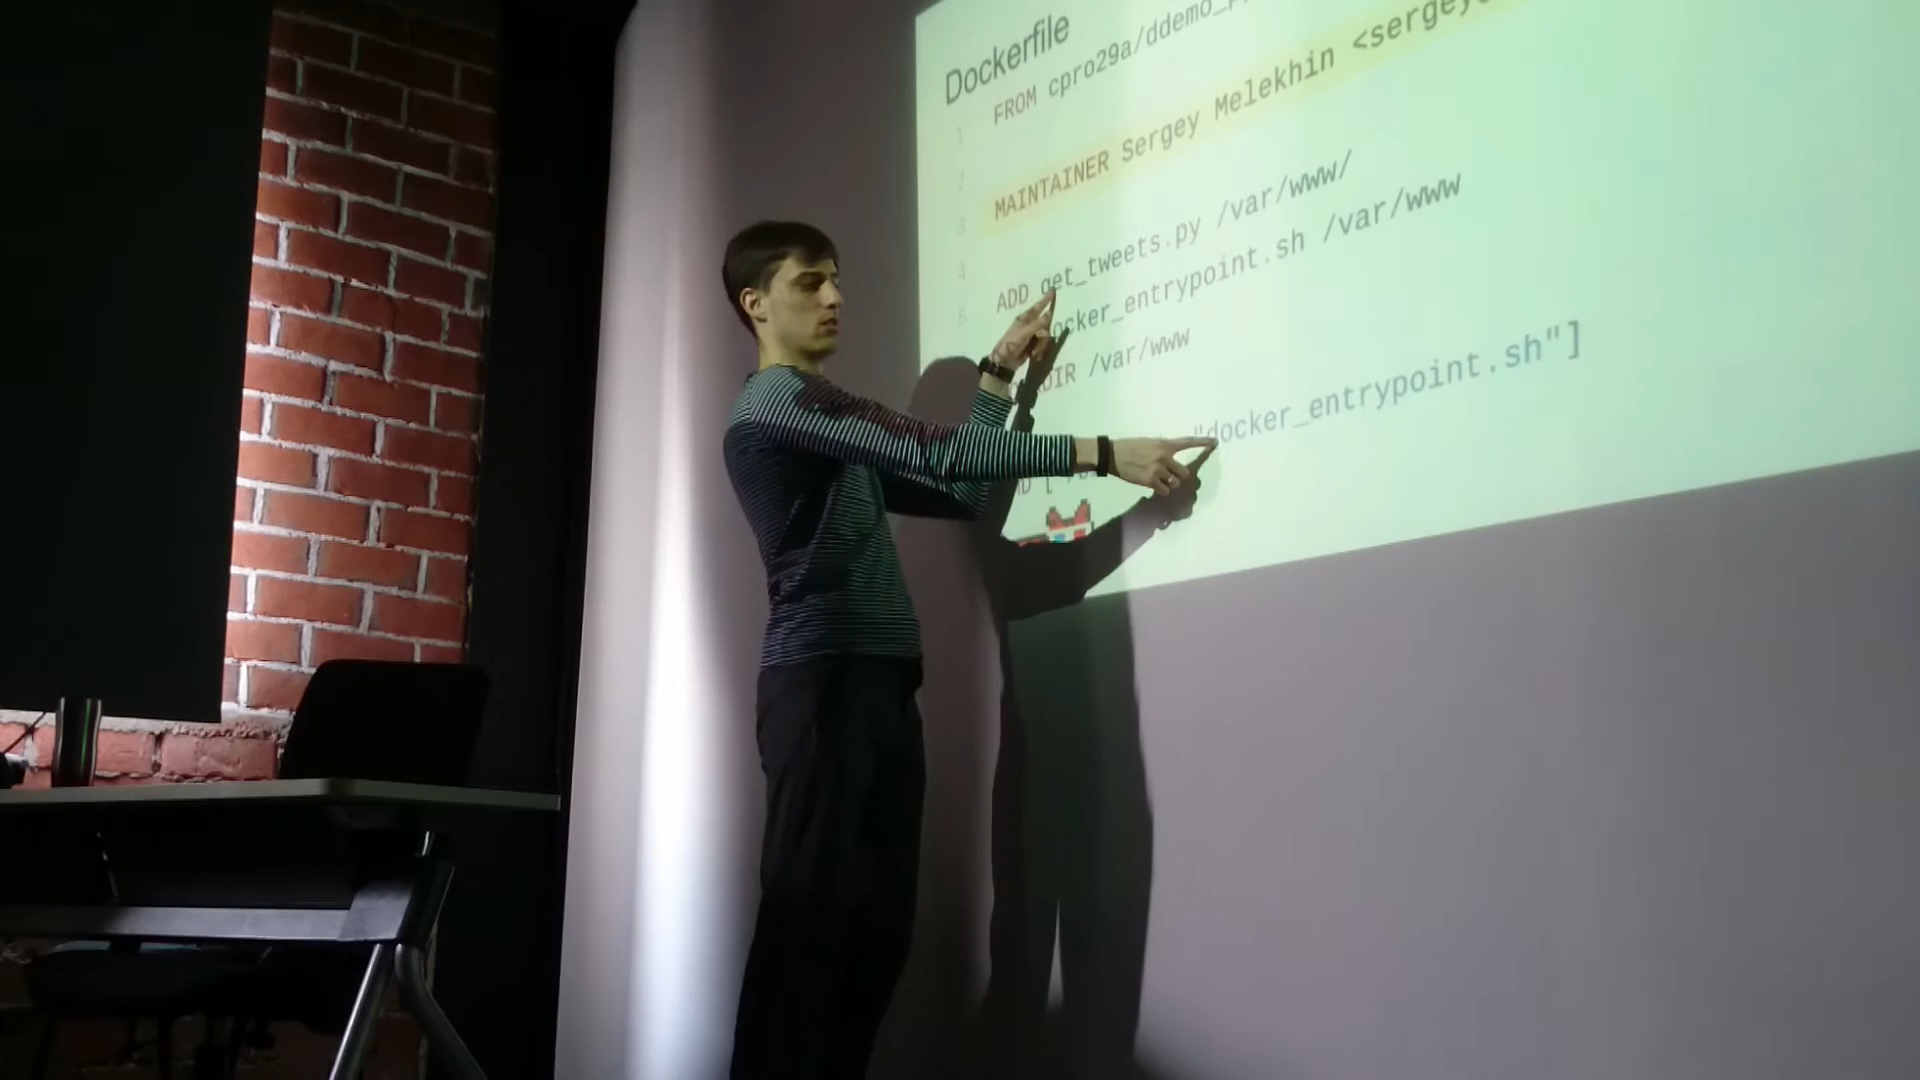 Dockerfile
1 FROM cpro29a/ddemo_
2
3 MAINTAINER Sergey Melekhin <sergey
4
5 ADD get_tweets.py /var/www/
docker_entrypoint.sh /var/www
DIR /var/www
"docker_entrypoint.sh"]